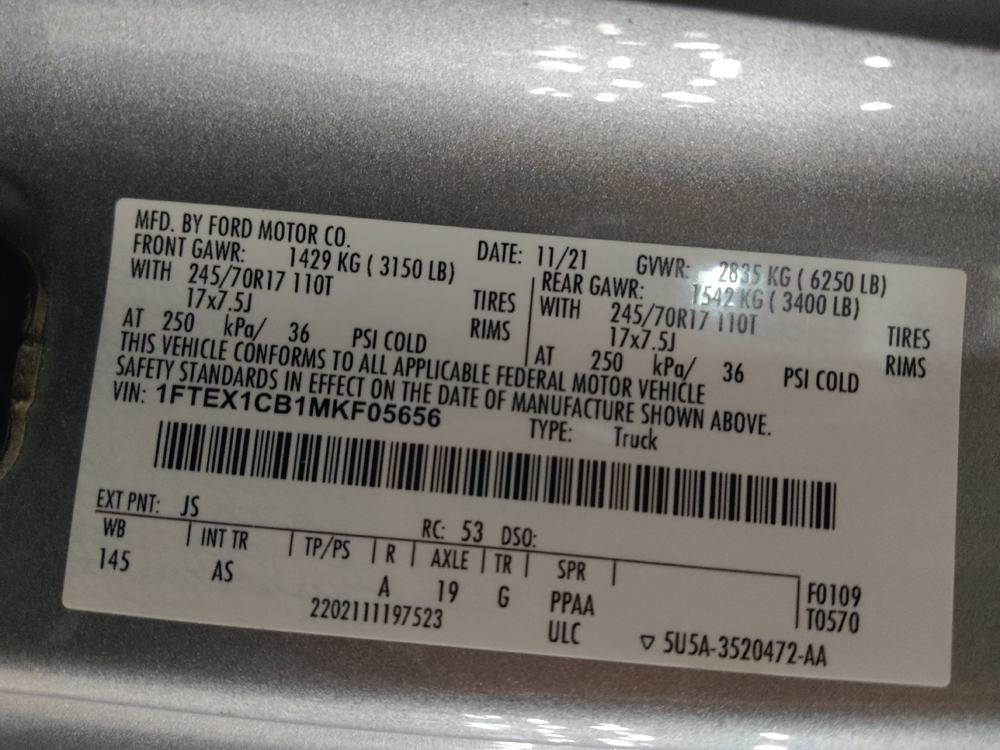 MFD. BY FORD MOTOR CO.
DATE: 11/21 GVWR: 2835 KG ( 6250 LB)
FRONT GAWR: 1429 KG ( 3150 LB) REAR GAWR: 1542 KG ( 3400 LB)
WITH 245/70R17 110T TIRES WITH 245/70R17 110T TIRES
17x7.5J RIMS 17x7.5J RIMS
AT 250 kPa/ 36 PSI COLD AT 250 kPa/ 36 PSI COLD
THIS VEHICLE CONFORMS TO ALL APPLICABLE FEDERAL MOTOR VEHICLE
SAFETY STANDARDS IN EFFECT ON THE DATE OF MANUFACTURE SHOWN ABOVE.
VIN: 1FTEX1CB1MKF05656 TYPE: Truck
EXT PNT: JS RC: 53 DSO:
WB INT TR TP/PS R AXLE TR SPR
145 AS A 19 G PPAA F0109
2202111197523 ULC T0570
▽ 5U5A-3520472-AA